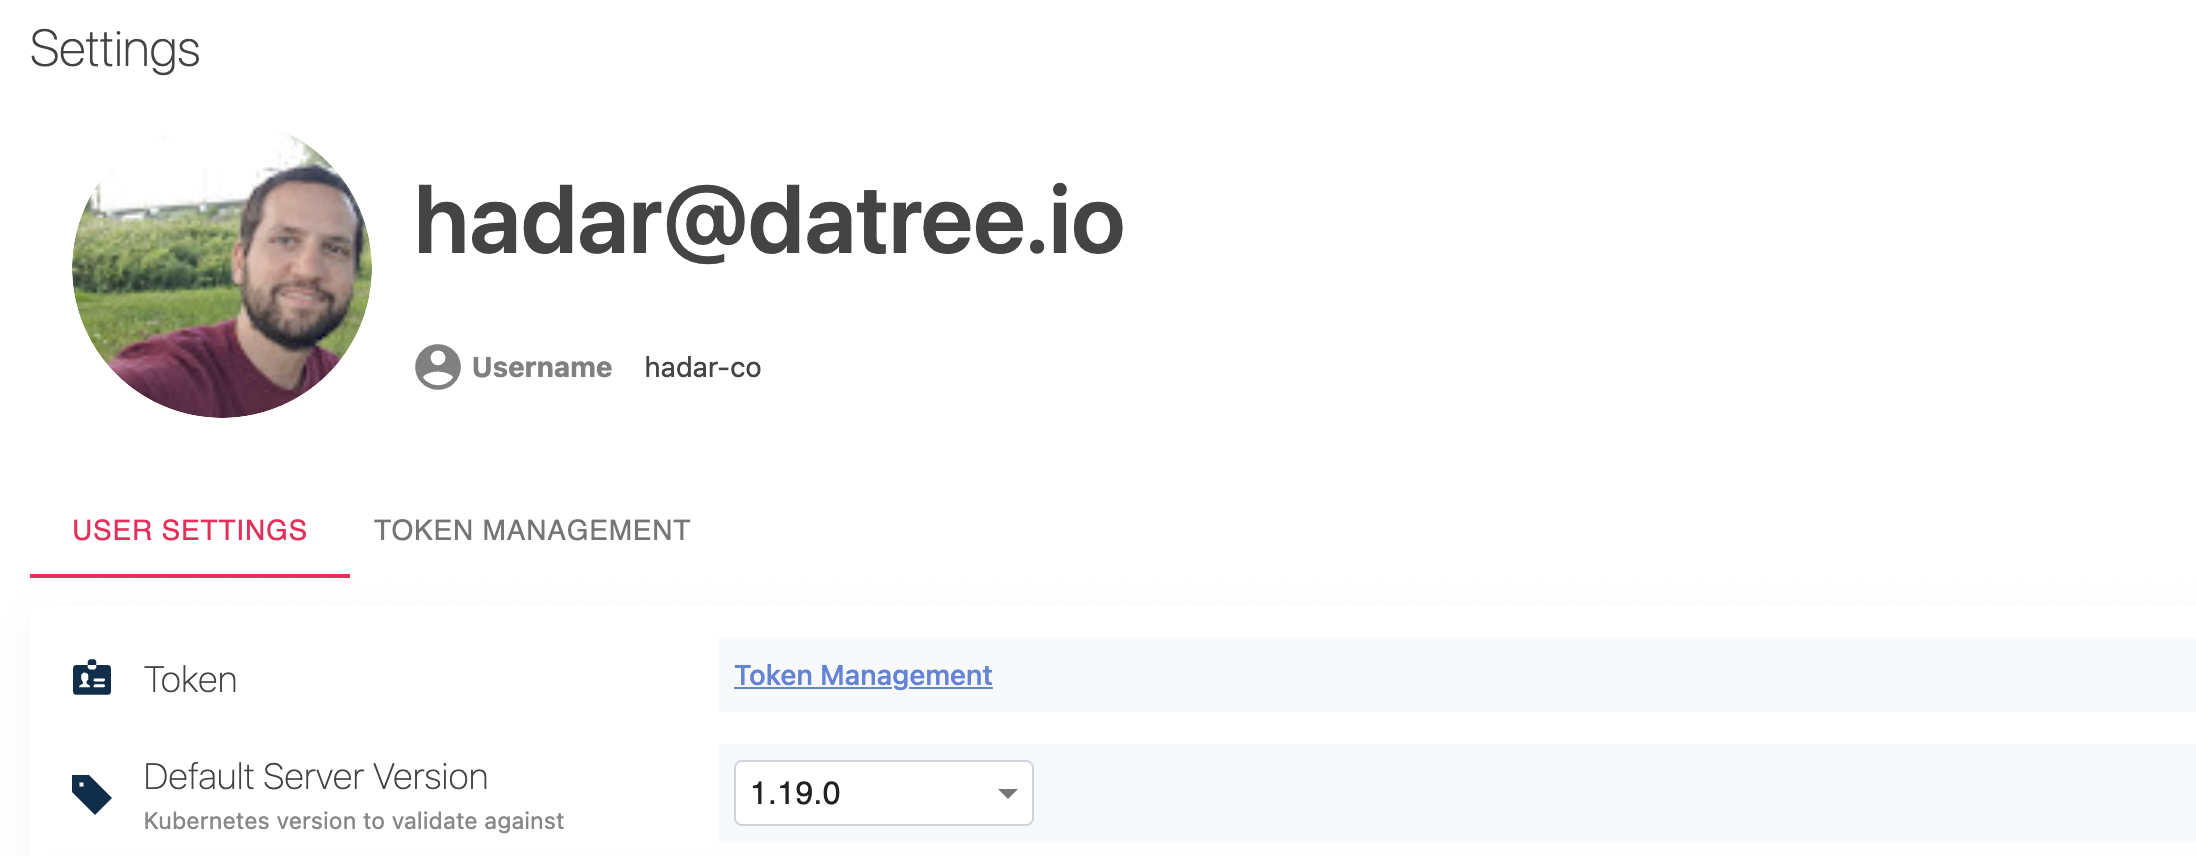 Settings
hadar@datree.io
Username hadar-co
USER SETTINGS TOKEN MANAGEMENT
Token Token Management
Default Server Version 1.19.0
Kubernetes version to validate against